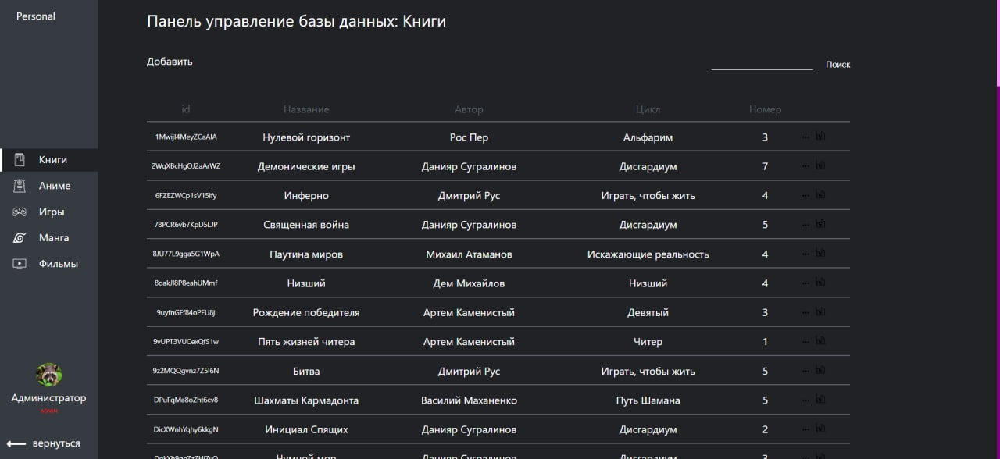 Personal
Панель управление базы данных: Книги
Добавить
Поиск
id Название Автор Цикл Номер
Нулевой горизонт Рос Пер Альфарим 3
2WqXBcHgOJ2aArWZ Демонические игры Данияр Сугралинов Дисгардиум 7
6FZEZWCp1sV15ify Инферно Дмитрий Рус Играть, чтобы жить 4
78PCR6vb7KpD5LJP Священная война Данияр Сугралинов Дисгардиум 5
8JU77L9gga5G1WpA Паутина миров Михаил Атаманов Искажающие реальность 4
Низший Дем Михайлов Низший 4
9uyfnGFf84oPFU8j Рождение победителя Артем Каменистый Девятый 3
9vUPT3VUCexQfS1w Пять жизней читера Артем Каменистый Читер 1
Битва Дмитрий Рус Играть, чтобы жить 5
DPuFqMa8oZht6cv8 Шахматы Кармадонта Василий Маханенко Путь Шамана 5
DicXWnhYqhy6kkgN Инициал Спящих Данияр Сугралинов Дисгардиум 2
Чумной мор Данияр Сугралинов Дисгардиум 3
Книги
Аниме
Игры
Манга
Фильмы
Администратор
ADMIN
вернуться